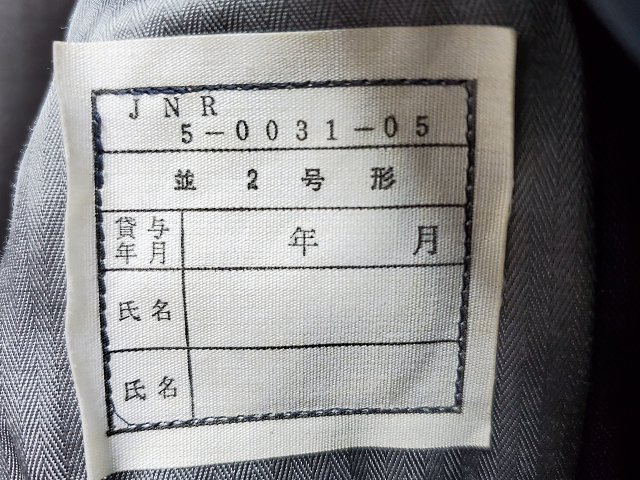 JNR
5-0031-05
並2号形
貸与年月 年 月
氏名
氏名